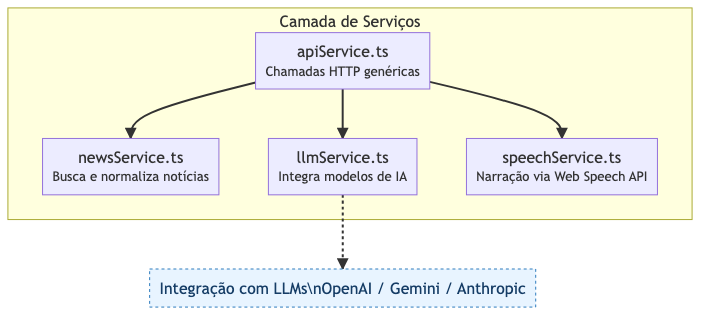 Camada de Serviços
apiService.ts
Chamadas HTTP genéricas
newsService.ts
Busca e normaliza notícias
llmService.ts
Integra modelos de IA
speechService.ts
Narração via Web Speech API
Integração com LLMs\nOpenAI / Gemini / Anthropic